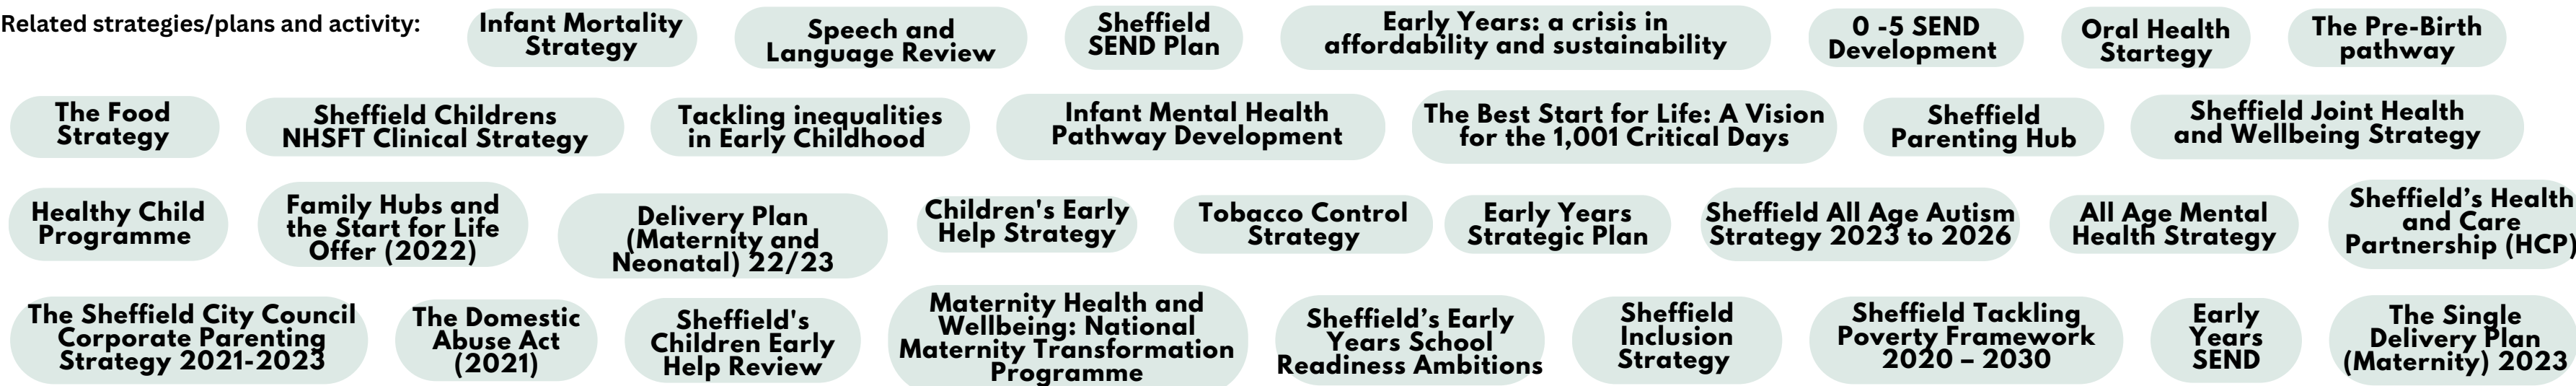 Related strategies/plans and activity:
Infant Mortality
Strategy
Speech and
Language Review
Sheffield
SEND Plan
Early Years: a crisis in
affordability and sustainability
0 -5 SEND
Development
Oral Health
Startegy
The Pre-Birth
pathway
The Food
Strategy
Sheffield Childrens
NHSFT Clinical Strategy
Tackling inequalities
in Early Childhood
Infant Mental Health
Pathway Development
The Best Start for Life: A Vision
for the 1,001 Critical Days
Sheffield
Parenting Hub
Sheffield Joint Health
and Wellbeing Strategy
Healthy Child
Programme
Family Hubs and
the Start for Life
Offer (2022)
Delivery Plan
(Maternity and
Neonatal) 22/23
Children's Early
Help Strategy
Tobacco Control
Strategy
Early Years
Strategic Plan
Sheffield All Age Autism
Strategy 2023 to 2026
All Age Mental
Health Strategy
Sheffield’s Health
and Care
Partnership (HCP)
The Sheffield City Council
Corporate Parenting
Strategy 2021-2023
The Domestic
Abuse Act
(2021)
Sheffield's
Children Early
Help Review
Maternity Health and
Wellbeing: National
Maternity Transformation
Programme
Sheffield’s Early
Years School
Readiness Ambitions
Sheffield
Inclusion
Strategy
Sheffield Tackling
Poverty Framework
2020 – 2030
Early
Years
SEND
The Single
Delivery Plan
(Maternity) 2023